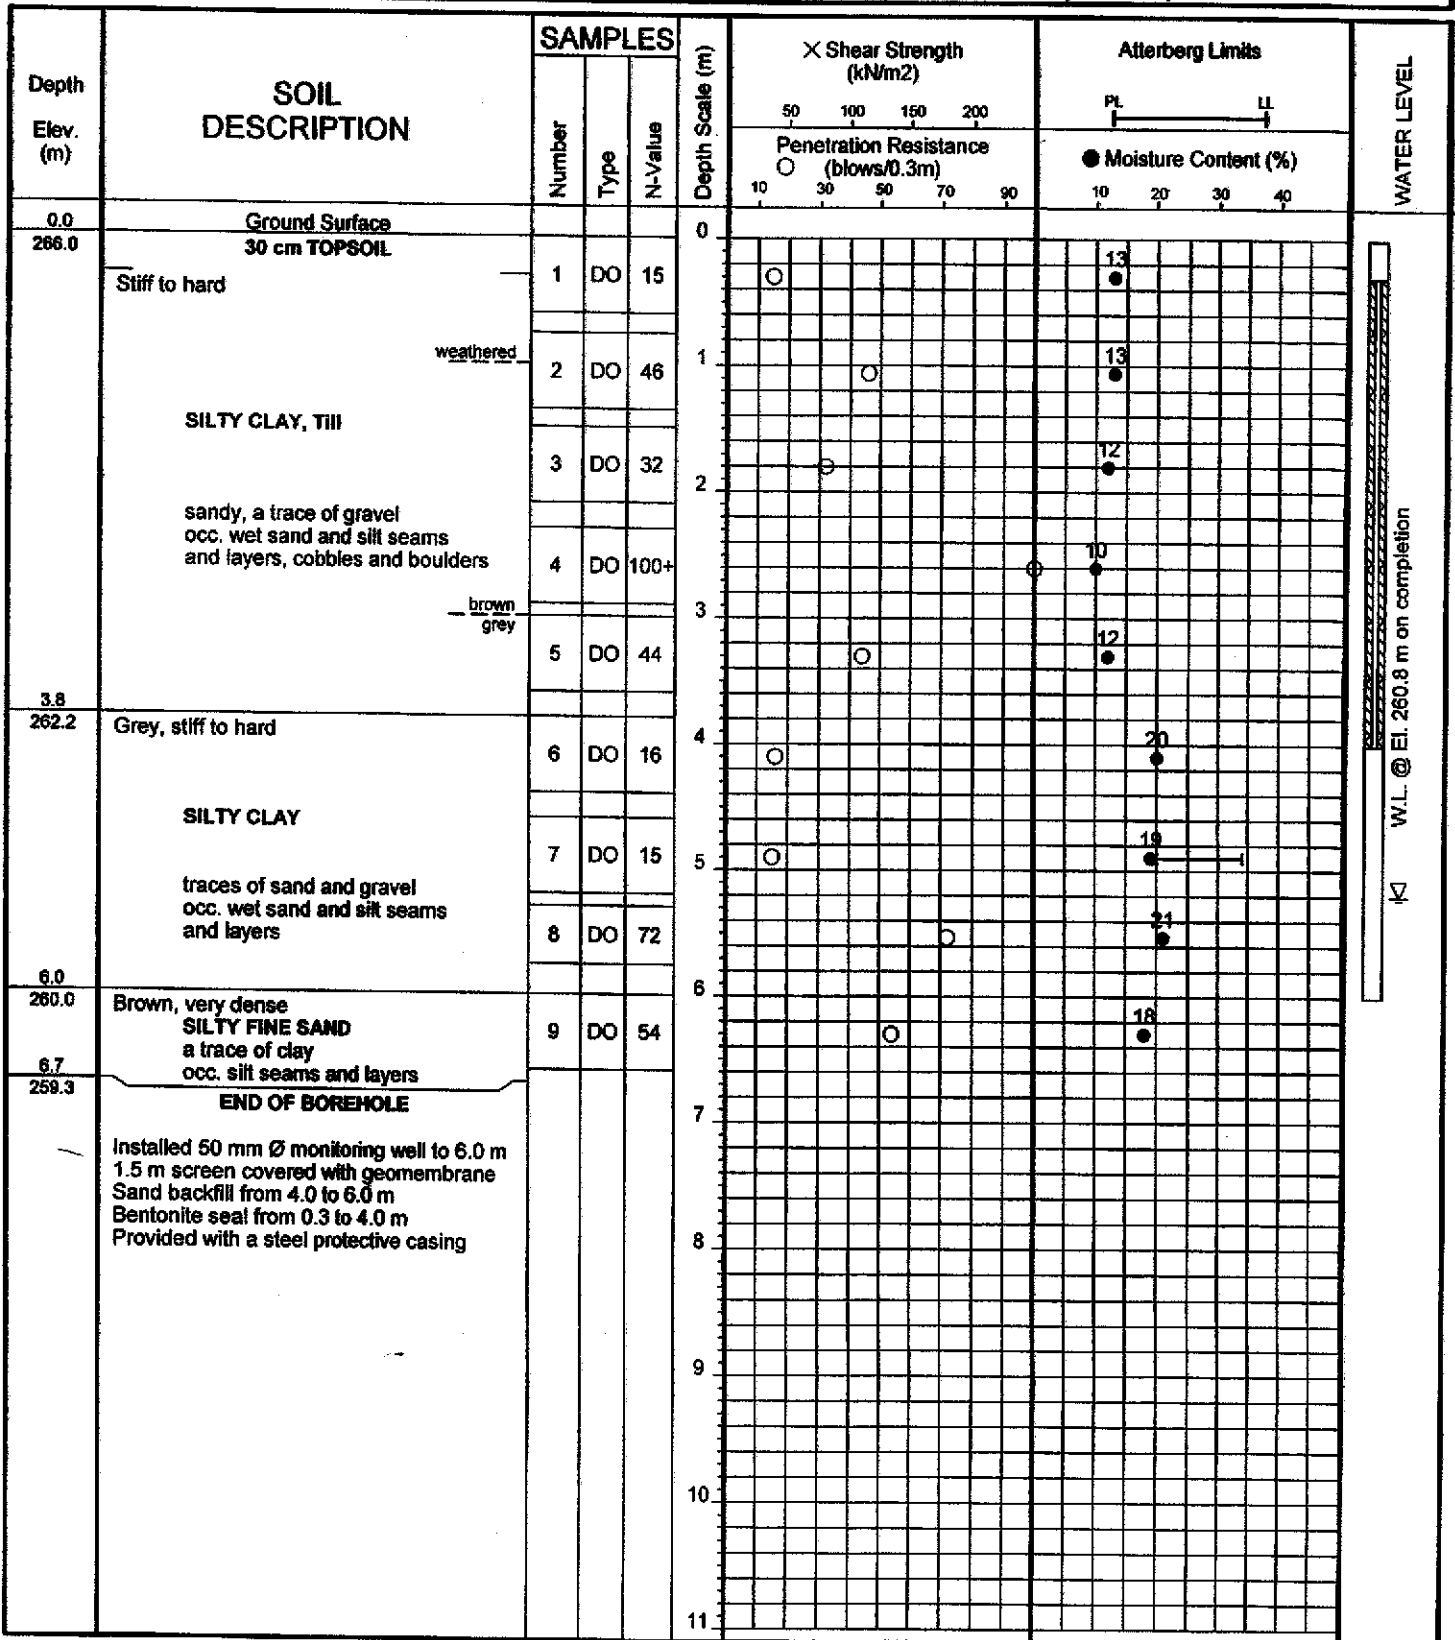 Depth
Elev.
(m)
SOIL
DESCRIPTION
SAMPLES
Number
Type
N-Value
Depth Scale (m)
× Shear Strength
(kN/m2)
50 100 150 200
Penetration Resistance
○ (blows/0.3m)
10 30 50 70 90
Atterberg Limits
PL LL
● Moisture Content (%)
10 20 30 40
WATER LEVEL
0.0
266.0
Ground Surface
30 cm TOPSOIL
Stiff to hard
weathered
SILTY CLAY, Till
sandy, a trace of gravel
occ. wet sand and silt seams
and layers, cobbles and boulders
brown
grey
3.8
262.2
Grey, stiff to hard
SILTY CLAY
traces of sand and gravel
occ. wet sand and silt seams
and layers
6.0
260.0
Brown, very dense
SILTY FINE SAND
a trace of clay
occ. silt seams and layers
6.7
259.3
END OF BOREHOLE
Installed 50 mm Ø monitoring well to 6.0 m
1.5 m screen covered with geomembrane
Sand backfill from 4.0 to 6.0 m
Bentonite seal from 0.3 to 4.0 m
Provided with a steel protective casing
1 DO 15
2 DO 46
3 DO 32
4 DO 100+
5 DO 44
6 DO 16
7 DO 15
8 DO 72
9 DO 54
0
1
2
3
4
5
6
7
8
9
10
11
13
13
12
10
12
20
19
21
18
W.L. @ El. 260.8 m on completion